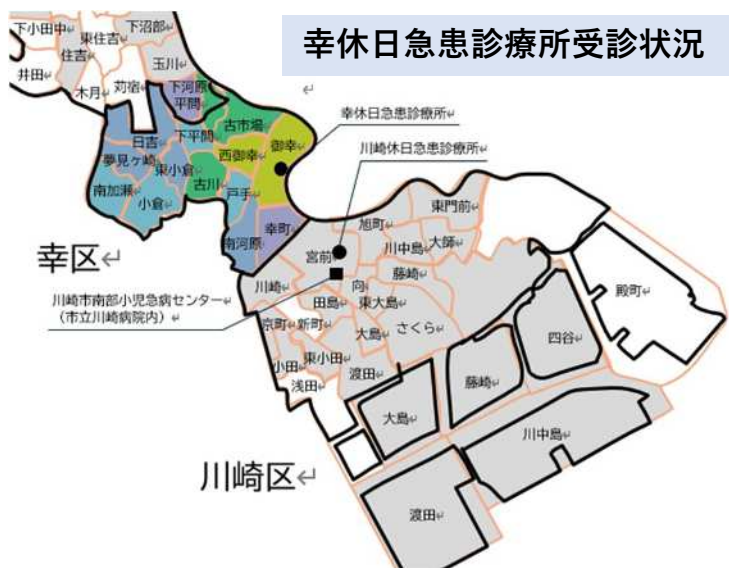 幸休日急患診療所受診状況
下小田中
東住吉
下沼部
住吉
玉川
井田
木月
苅宿
下河原
平間
古市場
幸休日急患診療所
下平間
日吉
西御幸
御幸
川崎休日急患診療所
夢見ヶ崎
東小倉
古川
戸手
南加瀬
小倉
東門前
旭町
幸町
川中島
大師
幸区
南河原
宮前
藤崎
殿町
川崎
向
川崎市南部小児急病センター
（市立川崎病院内）
田島
東大島
京町
新町
大島
さくら
四谷
小田
東小田
渡田
藤崎
浅田
大島
川中島
川崎区
渡田